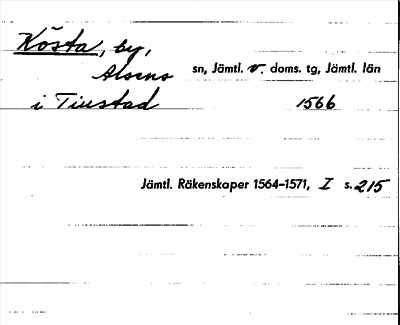 Kösta, by,
Alsens sn, Jämtl. v. doms. tg, Jämtl. län
i Tiustad 1566
Jämtl. Räkenskaper 1564–1571, I s. 215